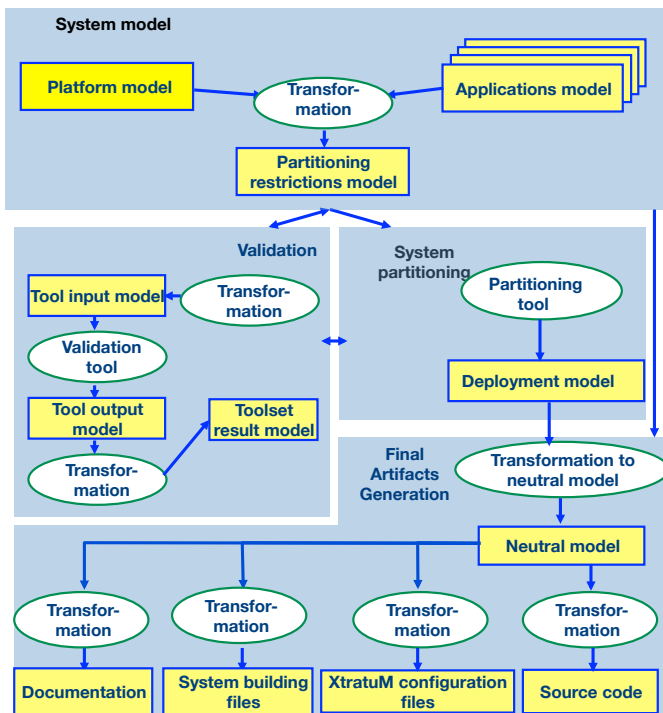 System model
Platform model
Transfor-
mation
Applications model
Partitioning
restrictions model
Validation
Tool input model
Transfor-
mation
Validation
tool
Tool output
model
Toolset
result model
Transfor-
mation
System
partitioning
Partitioning
tool
Deployment model
Final
Artifacts
Generation
Transformation to
neutral model
Neutral model
Transfor-
mation
Transfor-
mation
Transfor-
mation
Transfor-
mation
Documentation
System building
files
XtratuM configuration
files
Source code